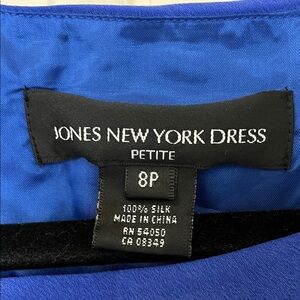 JONES NEW YORK DRESS
PETITE
8P
100% SILK
MADE IN CHINA
RN 54050
CA 08349